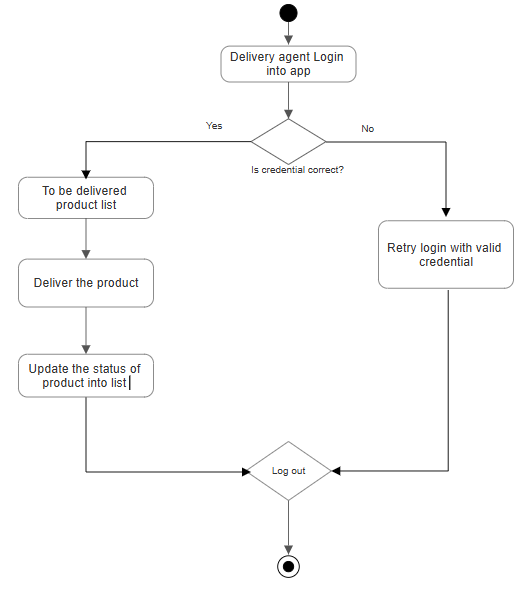 Delivery agent Login
into app
Yes
No
Is credential correct?
To be delivered
product list
Retry login with valid
credential
Deliver the product
Update the status of
product into list
Log out